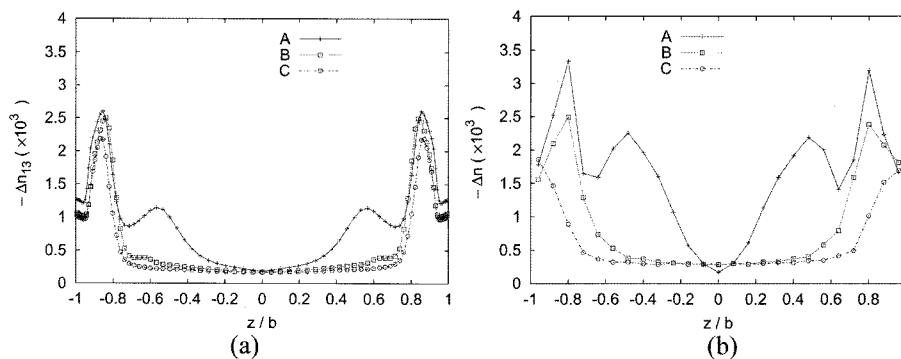 4
3.5
3
2.5
2
1.5
1
0.5
0
− Δn13 (×10³)
A
B
C
-1 -0.8 -0.6 -0.4 -0.2 0 0.2 0.4 0.6 0.8 1
z / b
(a)
4
3.5
3
2.5
2
1.5
1
0.5
0
− Δn (×10³)
A
B
C
-1 -0.8 -0.6 -0.4 -0.2 0 0.2 0.4 0.6 0.8
z / b
(b)